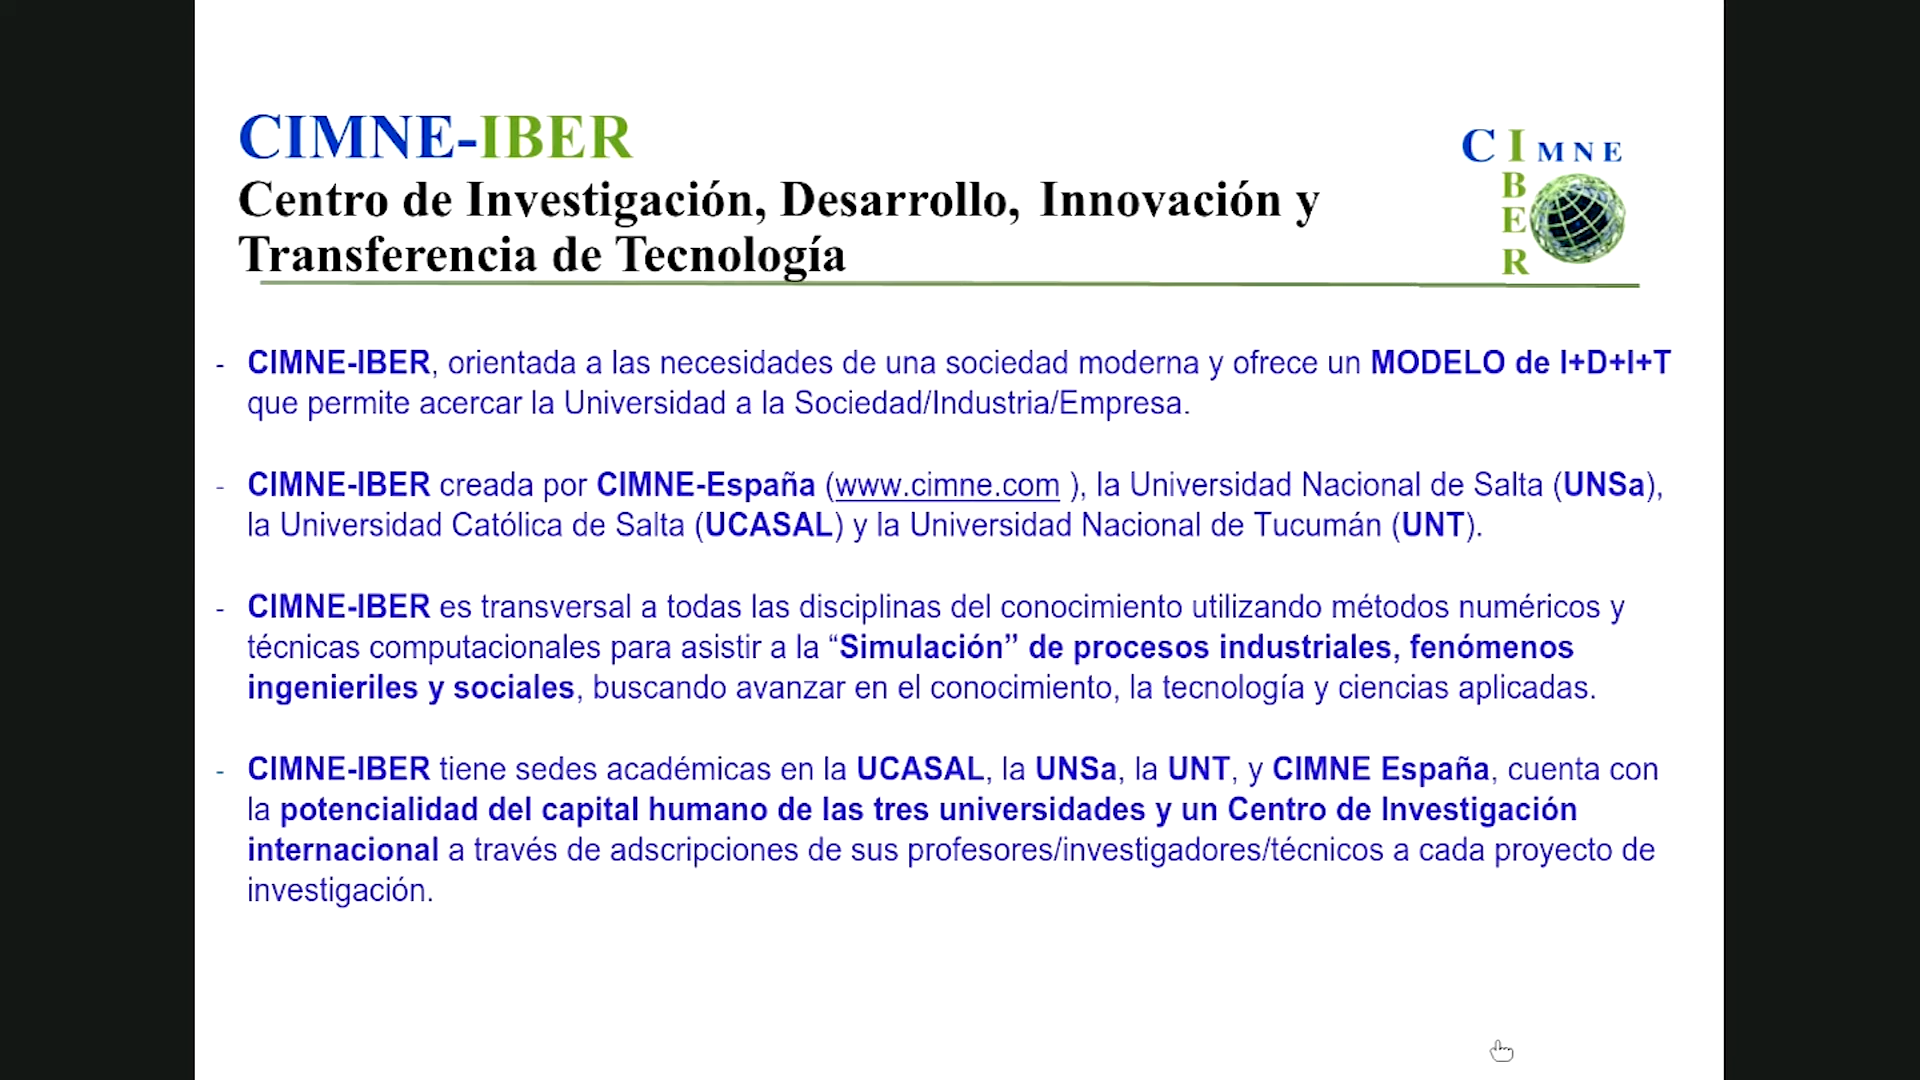 CIMNE-IBER
Centro de Investigación, Desarrollo, Innovación y
Transferencia de Tecnología
CIMNE
IBER
- CIMNE-IBER, orientada a las necesidades de una sociedad moderna y ofrece un MODELO de I+D+I+T
que permite acercar la Universidad a la Sociedad/Industria/Empresa.
- CIMNE-IBER creada por CIMNE-España (www.cimne.com ), la Universidad Nacional de Salta (UNSa),
la Universidad Católica de Salta (UCASAL) y la Universidad Nacional de Tucumán (UNT).
- CIMNE-IBER es transversal a todas las disciplinas del conocimiento utilizando métodos numéricos y
técnicas computacionales para asistir a la “Simulación” de procesos industriales, fenómenos
ingenieriles y sociales, buscando avanzar en el conocimiento, la tecnología y ciencias aplicadas.
- CIMNE-IBER tiene sedes académicas en la UCASAL, la UNSa, la UNT, y CIMNE España, cuenta con
la potencialidad del capital humano de las tres universidades y un Centro de Investigación
internacional a través de adscripciones de sus profesores/investigadores/técnicos a cada proyecto de
investigación.